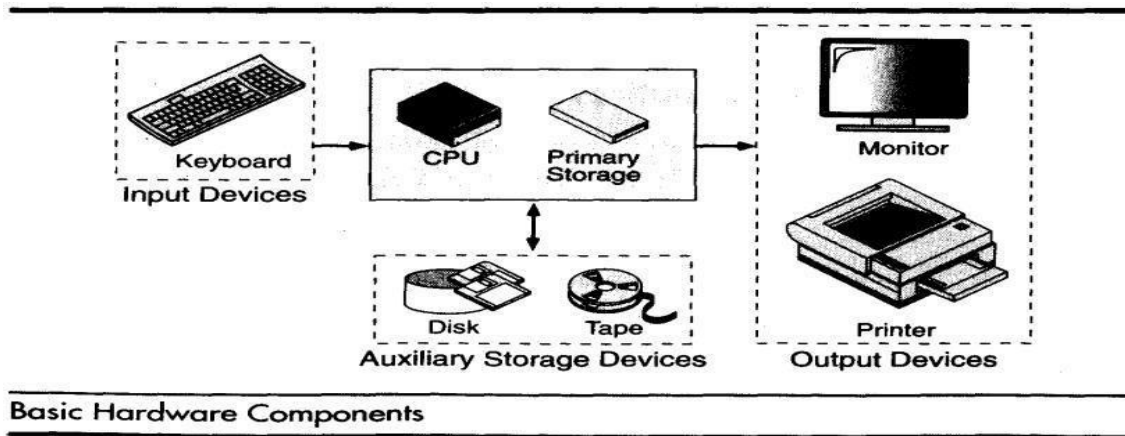 Keyboard
Input Devices
CPU
Primary
Storage
Monitor
Printer
Output Devices
Disk
Tape
Auxiliary Storage Devices
Basic Hardware Components